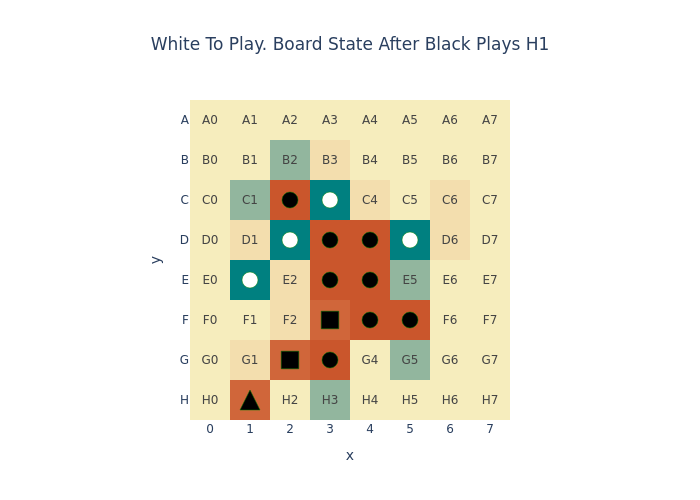 White To Play. Board State After Black Plays H1
A A0 A1 A2 A3 A4 A5 A6 A7
B B0 B1 B2 B3 B4 B5 B6 B7
C C0 C1 C4 C5 C6 C7
D D0 D1 D6 D7
E E0 E2 E5 E6 E7
F F0 F1 F2 F6 F7
G G0 G1 G4 G5 G6 G7
H H0 H2 H3 H4 H5 H6 H7
0 1 2 3 4 5 6 7
x
y